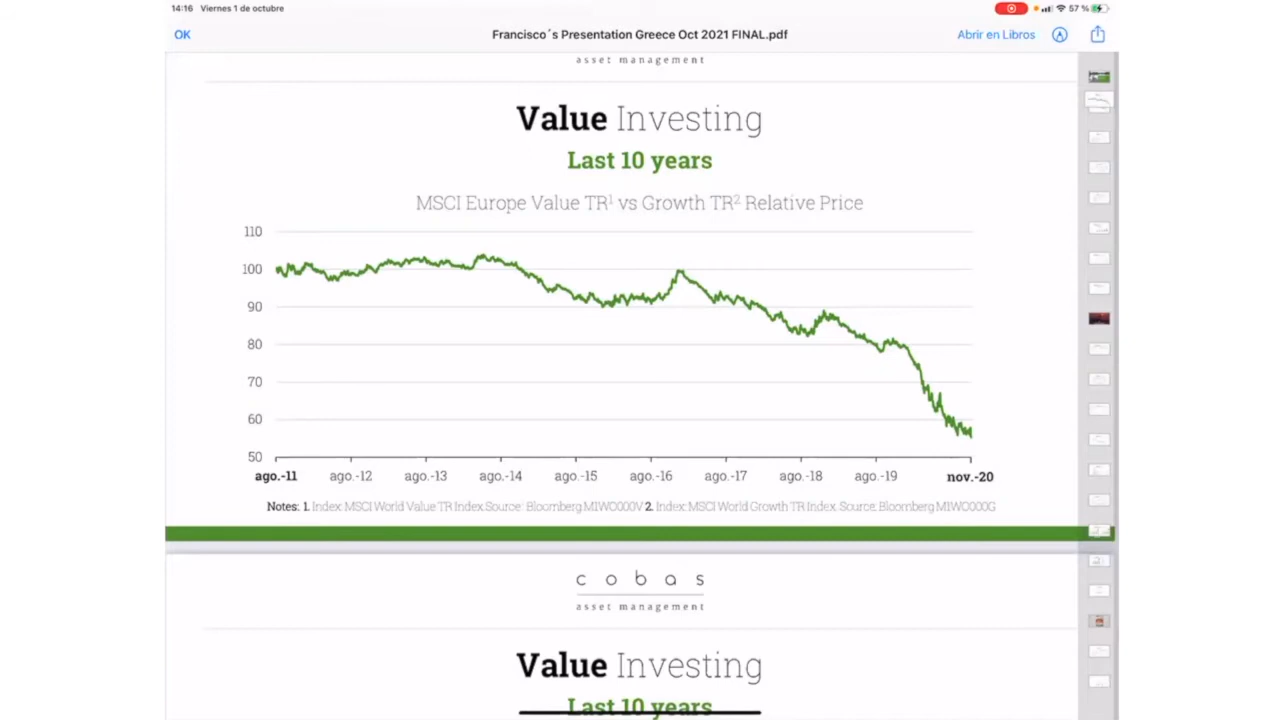 14:16 Viernes 1 de octubre
57 %
OK
Francisco´s Presentation Greece Oct 2021 FINAL.pdf
Abrir en Libros
asset management
Value Investing
Last 10 years
MSCI Europe Value TR¹ vs Growth TR² Relative Price
110
100
90
80
70
60
50
ago.-11 ago.-12 ago.-13 ago.-14 ago.-15 ago.-16 ago.-17 ago.-18 ago.-19 nov.-20
Notes: 1. Index: MSCI World Value TR Index. Source: Bloomberg M1WO000V 2. Index: MSCI World Growth TR Index. Source: Bloomberg M1WO000G
cobas
asset management
Value Investing
Last 10 years